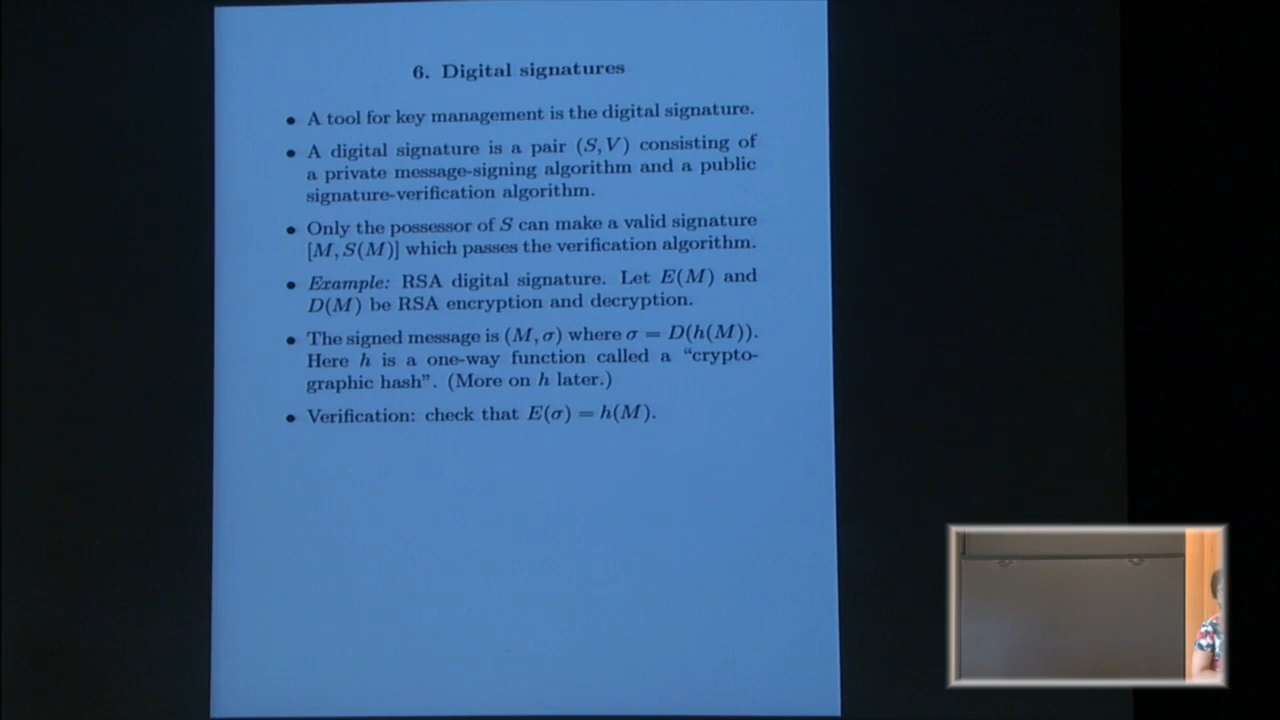 6. Digital signatures
• A tool for key management is the digital signature.
• A digital signature is a pair (S, V) consisting of
a private message-signing algorithm and a public
signature-verification algorithm.
• Only the possessor of S can make a valid signature
[M, S(M)] which passes the verification algorithm.
• Example: RSA digital signature. Let E(M) and
D(M) be RSA encryption and decryption.
• The signed message is (M, σ) where σ = D(h(M)).
Here h is a one-way function called a “crypto-
graphic hash”. (More on h later.)
• Verification: check that E(σ) = h(M).